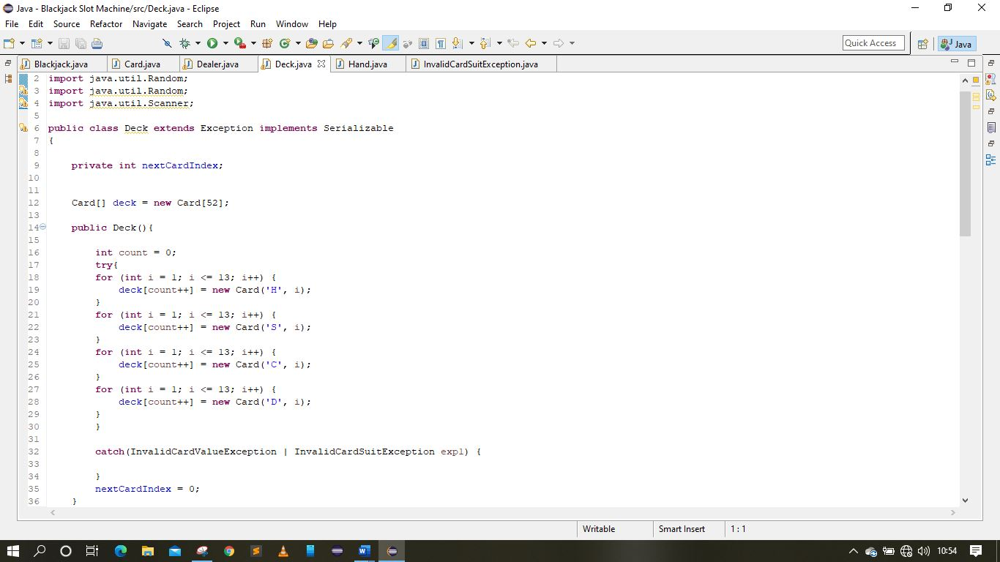 Java - Blackjack Slot Machine/src/Deck.java - Eclipse
File Edit Source Refactor Navigate Search Project Run Window Help
Quick Access
Java
Blackjack.java Card.java Dealer.java Deck.java Hand.java InvalidCardSuitException.java
2 import java.util.Random;
3 import java.util.Random;
4 import java.util.Scanner;
5
6 public class Deck extends Exception implements Serializable
7 {
8
9 private int nextCardIndex;
10
11
12 Card[] deck = new Card[52];
13
14 public Deck(){
15
16 int count = 0;
17 try{
18 for (int i = 1; i <= 13; i++) {
19 deck[count++] = new Card('H', i);
20 }
21 for (int i = 1; i <= 13; i++) {
22 deck[count++] = new Card('S', i);
23 }
24 for (int i = 1; i <= 13; i++) {
25 deck[count++] = new Card('C', i);
26 }
27 for (int i = 1; i <= 13; i++) {
28 deck[count++] = new Card('D', i);
29 }
30 }
31
32 catch(InvalidCardValueException | InvalidCardSuitException exp1) {
33
34 }
35 nextCardIndex = 0;
36 }
Writable Smart Insert 1 : 1
10:54